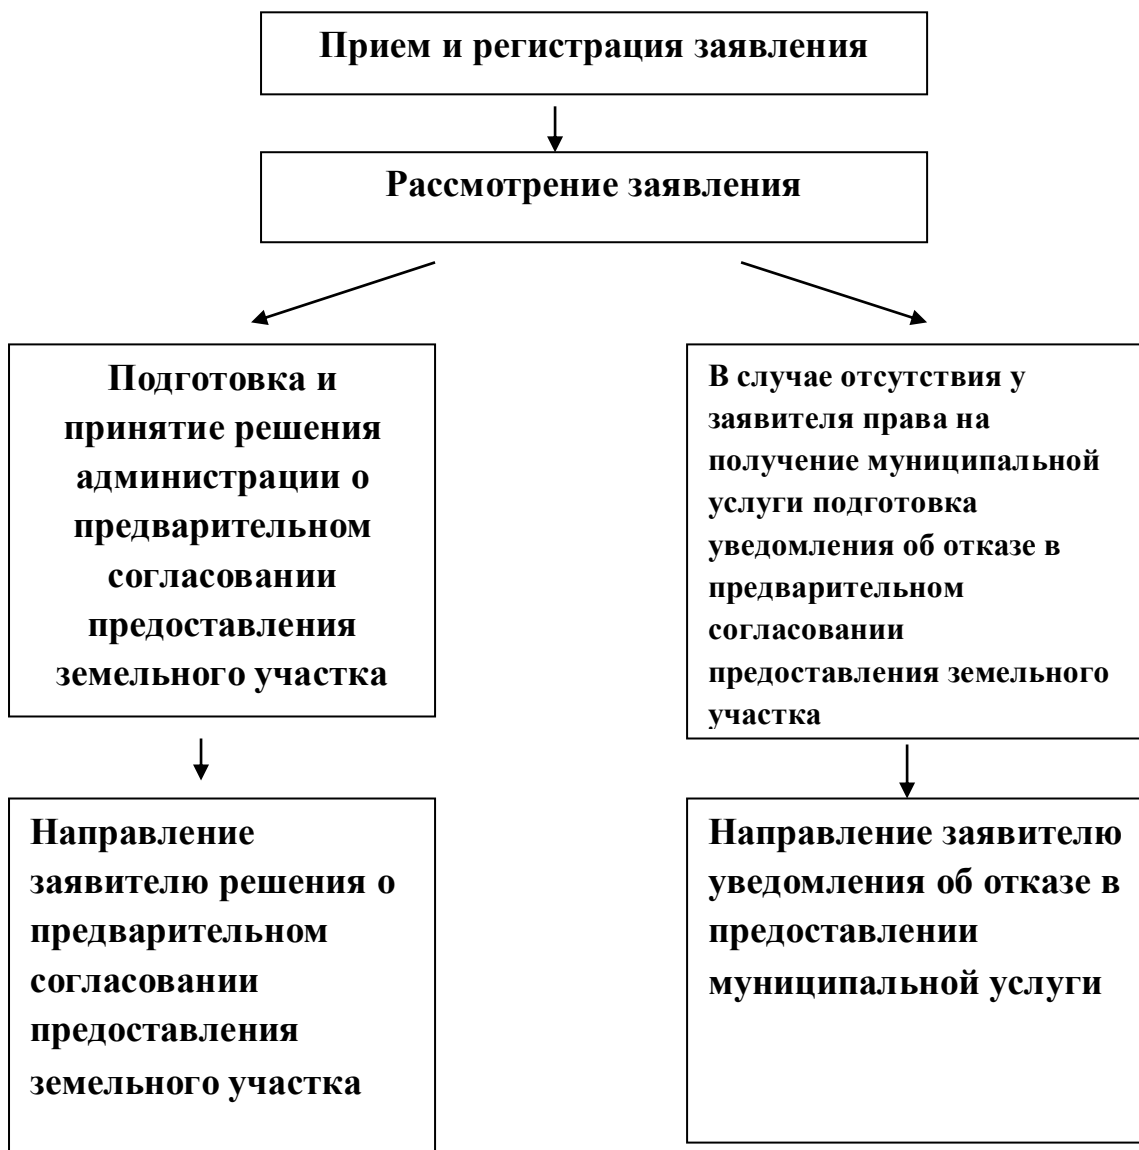 Прием и регистрация заявления
Рассмотрение заявления
Подготовка и
принятие решения
администрации о
предварительном
согласовании
предоставления
земельного участка
В случае отсутствия у
заявителя права на
получение муниципальной
услуги подготовка
уведомления об отказе в
предварительном
согласовании
предоставления земельного
участка
Направление
заявителю решения о
предварительном
согласовании
предоставления
земельного участка
Направление заявителю
уведомления об отказе в
предоставлении
муниципальной услуги